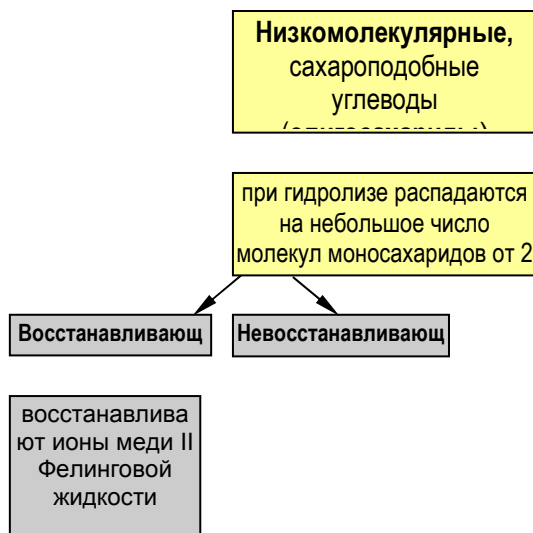 Низкомолекулярные,
сахароподобные
углеводы
при гидролизе распадаются
на небольшое число
молекул моносахаридов от 2
Восстанавливающ
Невосстанавливающ
восстанавлива
ют ионы меди II
Фелинговой
жидкости